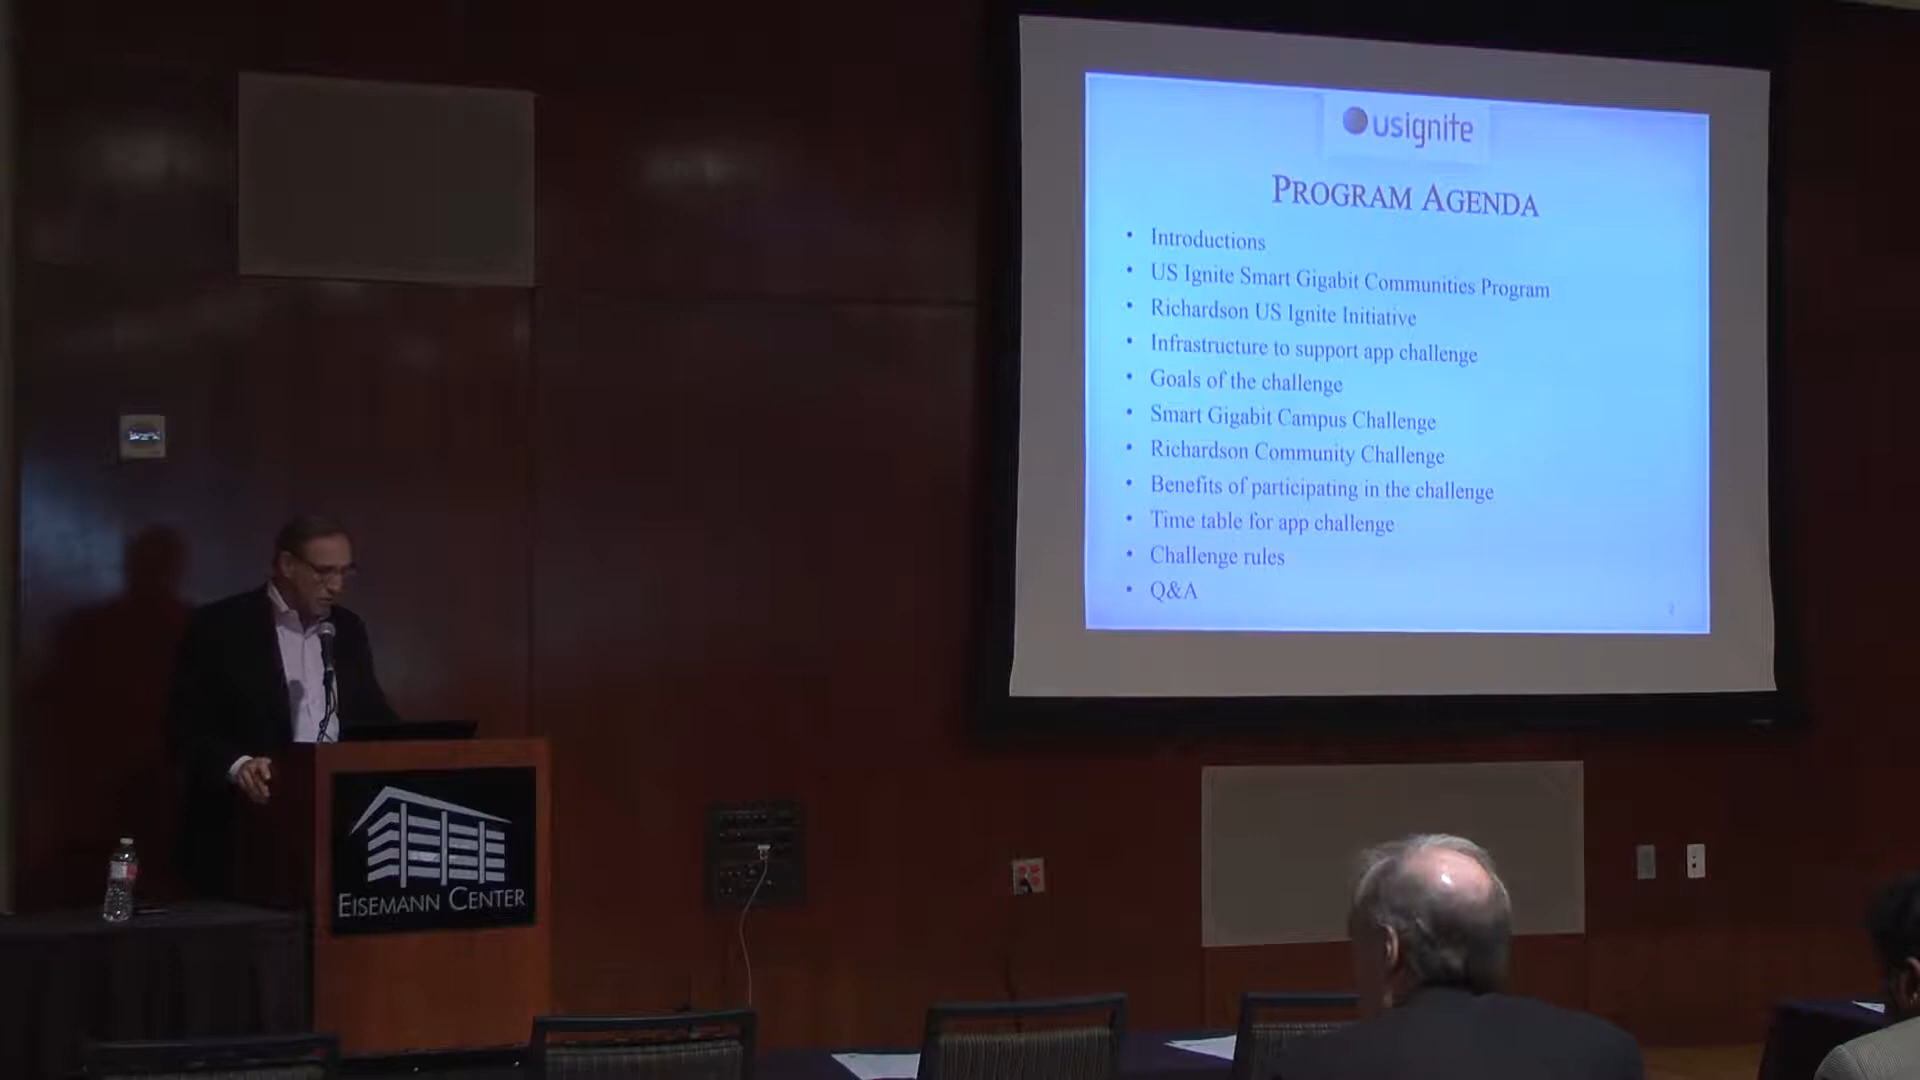 usignite
PROGRAM AGENDA
• Introductions
• US Ignite Smart Gigabit Communities Program
• Richardson US Ignite Initiative
• Infrastructure to support app challenge
• Goals of the challenge
• Smart Gigabit Campus Challenge
• Richardson Community Challenge
• Benefits of participating in the challenge
• Time table for app challenge
• Challenge rules
• Q&A
2
EISEMANN CENTER